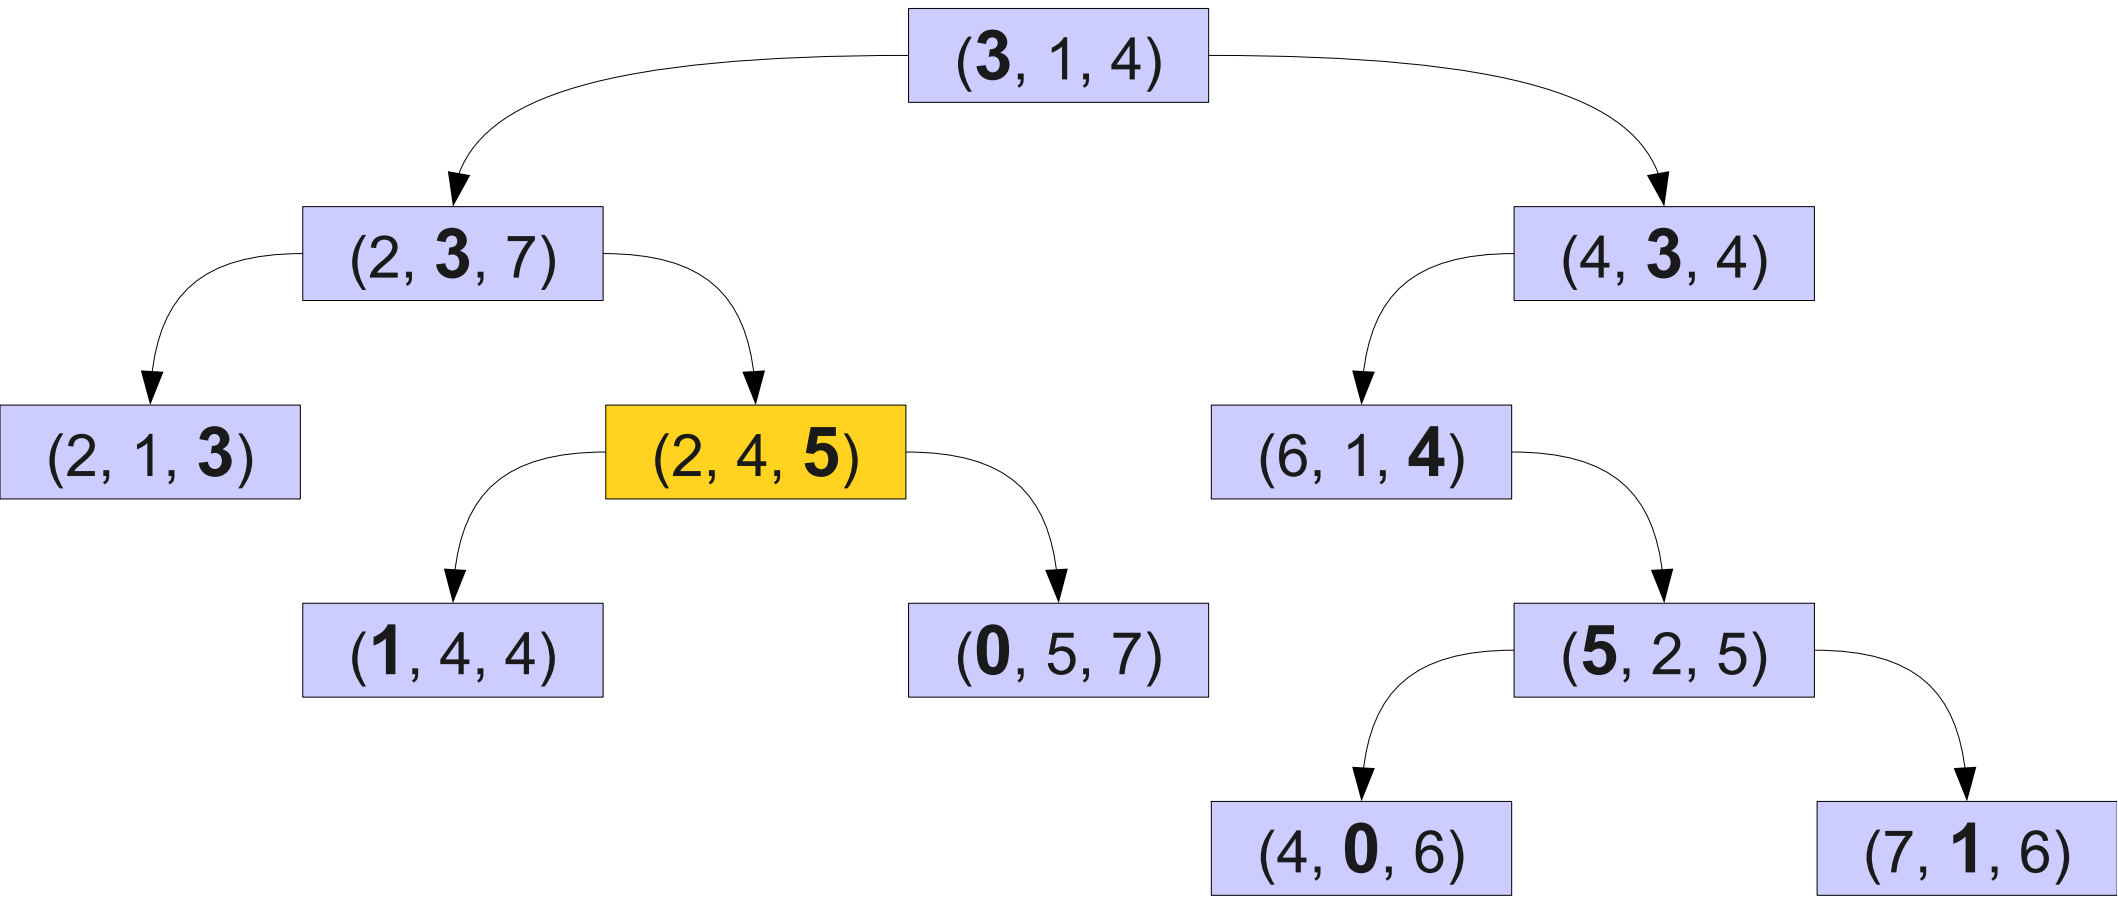 (3, 1, 4)
(2, 3, 7)
(4, 3, 4)
(2, 1, 3)
(2, 4, 5)
(6, 1, 4)
(1, 4, 4)
(0, 5, 7)
(5, 2, 5)
(4, 0, 6)
(7, 1, 6)